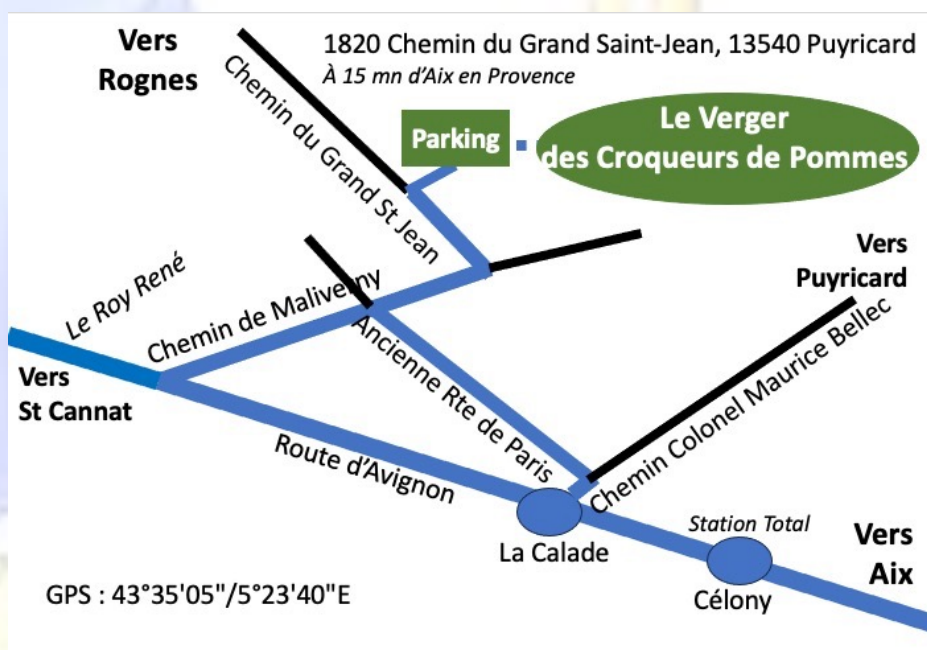 Vers
Rognes
1820 Chemin du Grand Saint-Jean, 13540 Puyricard
À 15 mn d'Aix en Provence
Chemin du Grand St Jean
Parking
Le Verger
des Croqueurs de Pommes
Vers
Puyricard
Le Roy René
Chemin de Maliverny
Vers
St Cannat
Ancienne Rte de Paris
Chemin Colonel Maurice Bellec
Route d'Avignon
La Calade
Station Total
Célony
Vers
Aix
GPS : 43°35'05"/5°23'40"E